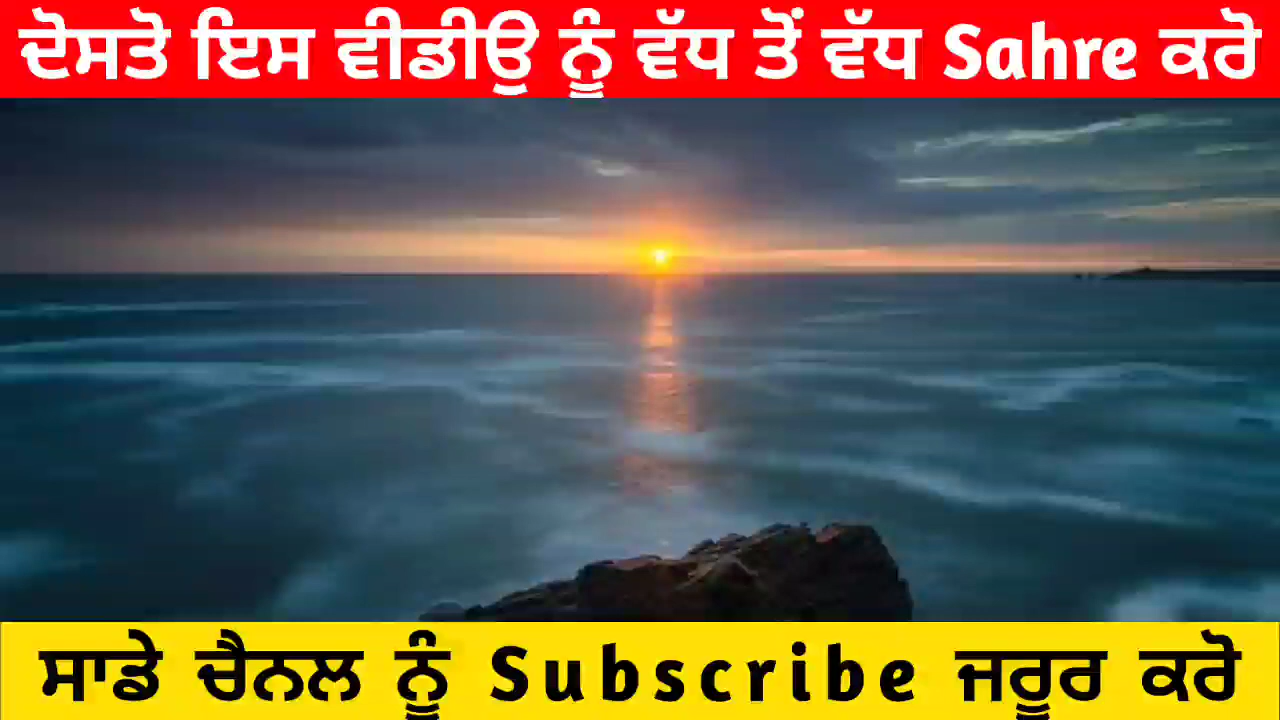 ਦੋਸਤੋ ਇਸ ਵੀਡੀਉ ਨੂੰ ਵੱਧ ਤੋਂ ਵੱਧ Sahre ਕਰੋ
ਸਾਡੇ ਚੈਨਲ ਨੂੰ Subscribe ਜਰੂਰ ਕਰੋ